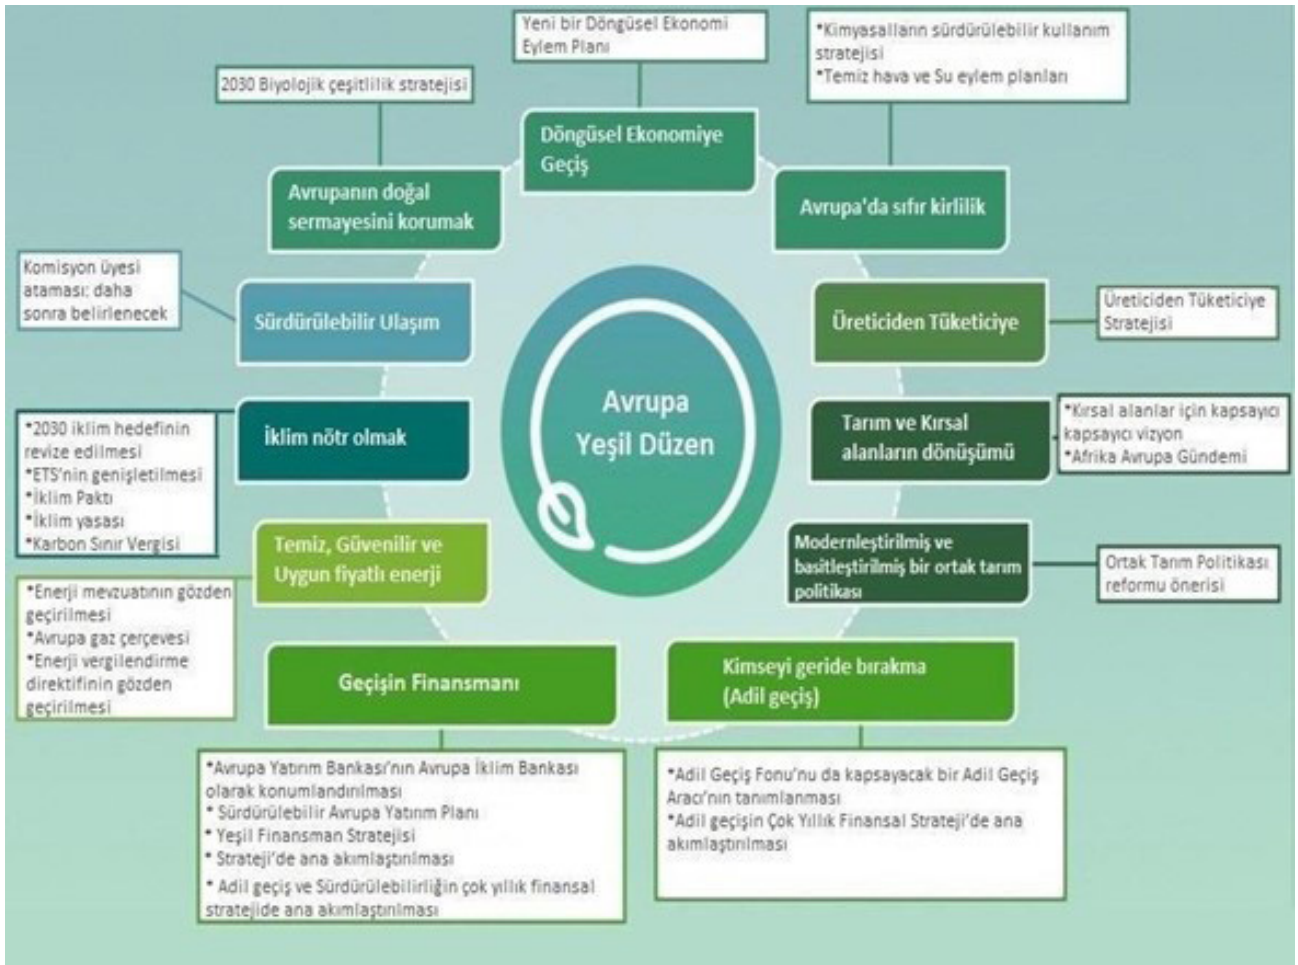 Yeni bir Döngüsel Ekonomi
Eylem Planı
*Kimyasalların sürdürülebilir kullanım
stratejisi
*Temiz hava ve Su eylem planları
2030 Biyolojik çeşitlilik stratejisi
Döngüsel Ekonomiye
Geçiş
Avrupanın doğal
sermayesini korumak
Avrupa'da sıfır kirlilik
Komisyon üyesi
ataması; daha
sonra belirlenecek
Sürdürülebilir Ulaşım
Üreticiden Tüketiciye
Üreticiden Tüketiciye
Stratejisi
Avrupa
Yeşil Düzen
*2030 iklim hedefinin
revize edilmesi
*ETS'nin genişletilmesi
*İklim Paktı
*İklim yasası
*Karbon Sınır Vergisi
İklim nötr olmak
Tarım ve Kırsal
alanların dönüşümü
*Kırsal alanlar için kapsayıcı
kapsayıcı vizyon
*Afrika Avrupa Gündemi
Temiz, Güvenilir ve
Uygun fiyatlı enerji
Modernleştirilmiş ve
basitleştirilmiş bir ortak tarım
politikası
Ortak Tarım Politikası
reformu önerisi
*Enerji mevzuatının gözden
geçirilmesi
*Avrupa gaz çerçevesi
*Enerji vergilendirme
direktifinin gözden
geçirilmesi
Geçişin Finansmanı
Kimseyi geride bırakma
(Adil geçiş)
*Avrupa Yatırım Bankası'nın Avrupa İklim Bankası
olarak konumlandırılması
* Sürdürülebilir Avrupa Yatırım Planı
* Yeşil Finansman Stratejisi
* Strateji'de ana akımlaştırılması
* Adil geçiş ve Sürdürülebilirliğin çok yıllık finansal
stratejide ana akımlaştırılması
*Adil Geçiş Fonu'nu da kapsayacak bir Adil Geçiş
Aracı'nın tanımlanması
*Adil geçişin Çok Yıllık Finansal Strateji'de ana
akımlaştırılması